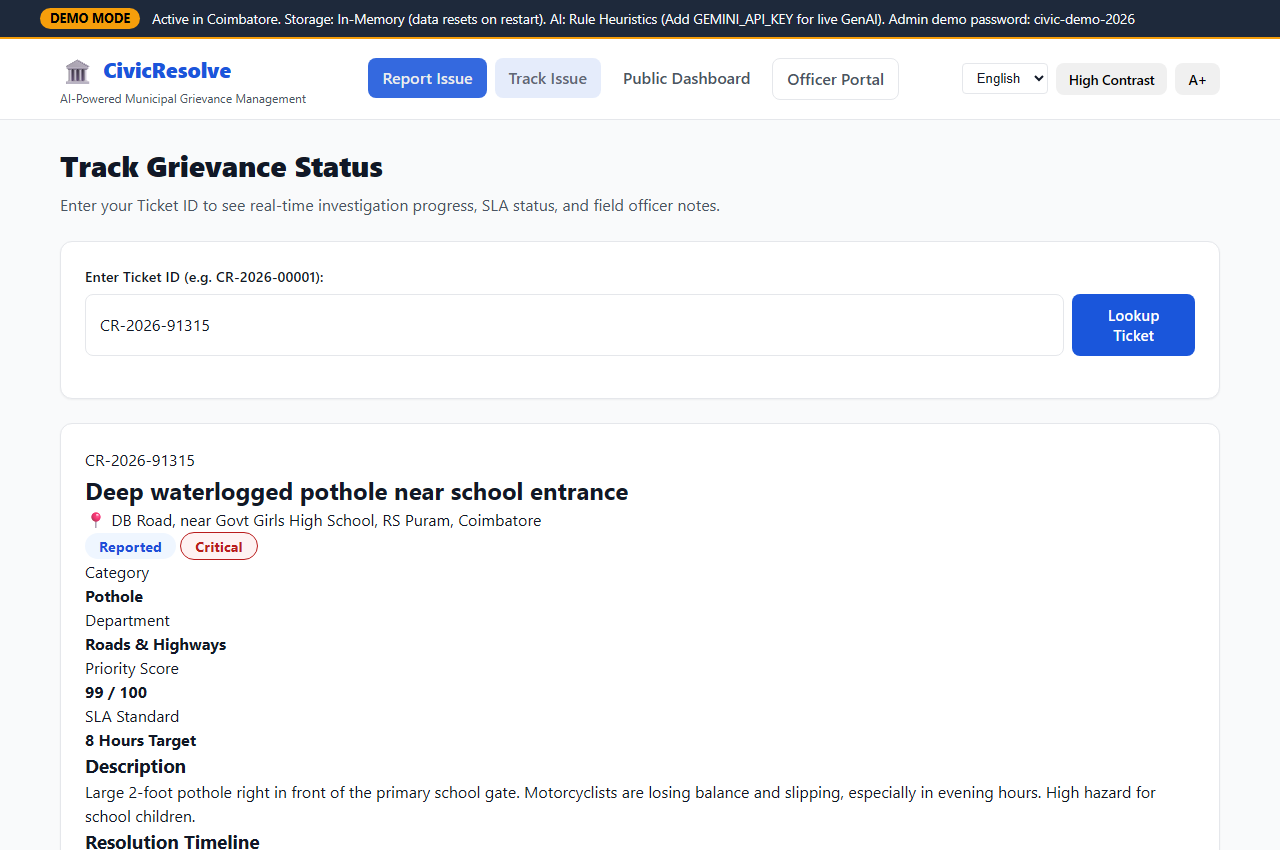 DEMO MODE Active in Coimbatore. Storage: In-Memory (data resets on restart). AI: Rule Heuristics (Add GEMINI_API_KEY for live GenAI). Admin demo password: civic-demo-2026
CivicResolve
AI-Powered Municipal Grievance Management
Report Issue Track Issue Public Dashboard Officer Portal English High Contrast A+
Track Grievance Status
Enter your Ticket ID to see real-time investigation progress, SLA status, and field officer notes.
Enter Ticket ID (e.g. CR-2026-00001):
CR-2026-91315
Lookup
Ticket
CR-2026-91315
Deep waterlogged pothole near school entrance
DB Road, near Govt Girls High School, RS Puram, Coimbatore
Reported Critical
Category
Pothole
Department
Roads & Highways
Priority Score
99 / 100
SLA Standard
8 Hours Target
Description
Large 2-foot pothole right in front of the primary school gate. Motorcyclists are losing balance and slipping, especially in evening hours. High hazard for
school children.
Resolution Timeline